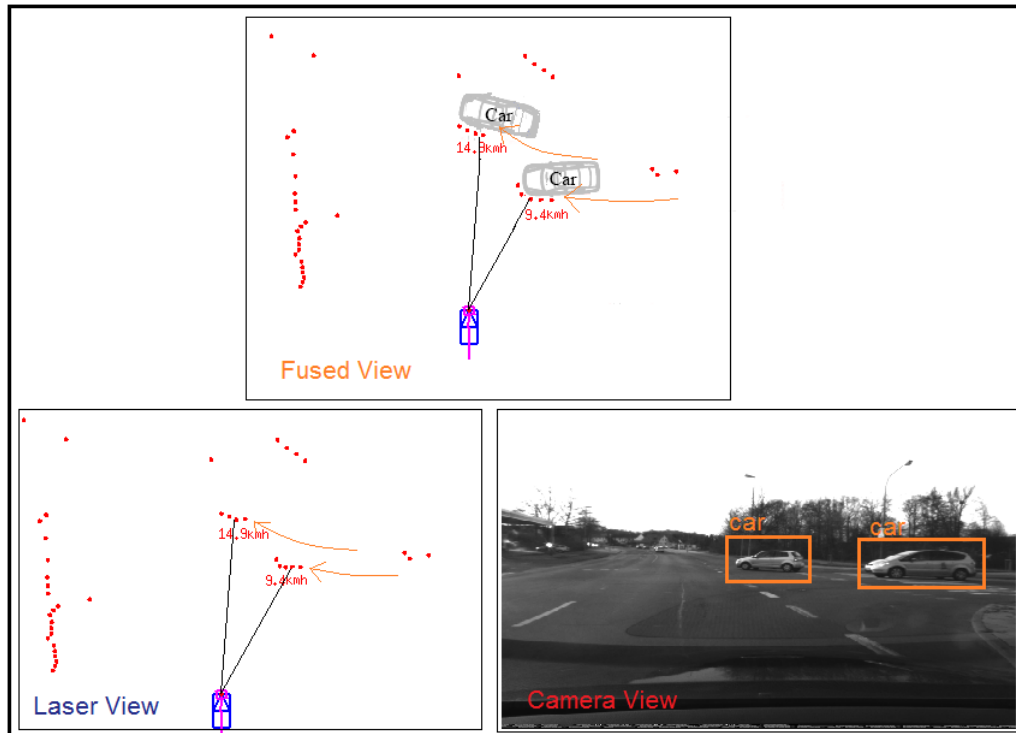 Car
14.9kmh
Car
9.4kmh
Fused View
14.9kmh
9.4kmh
Laser View
car
car
Camera View